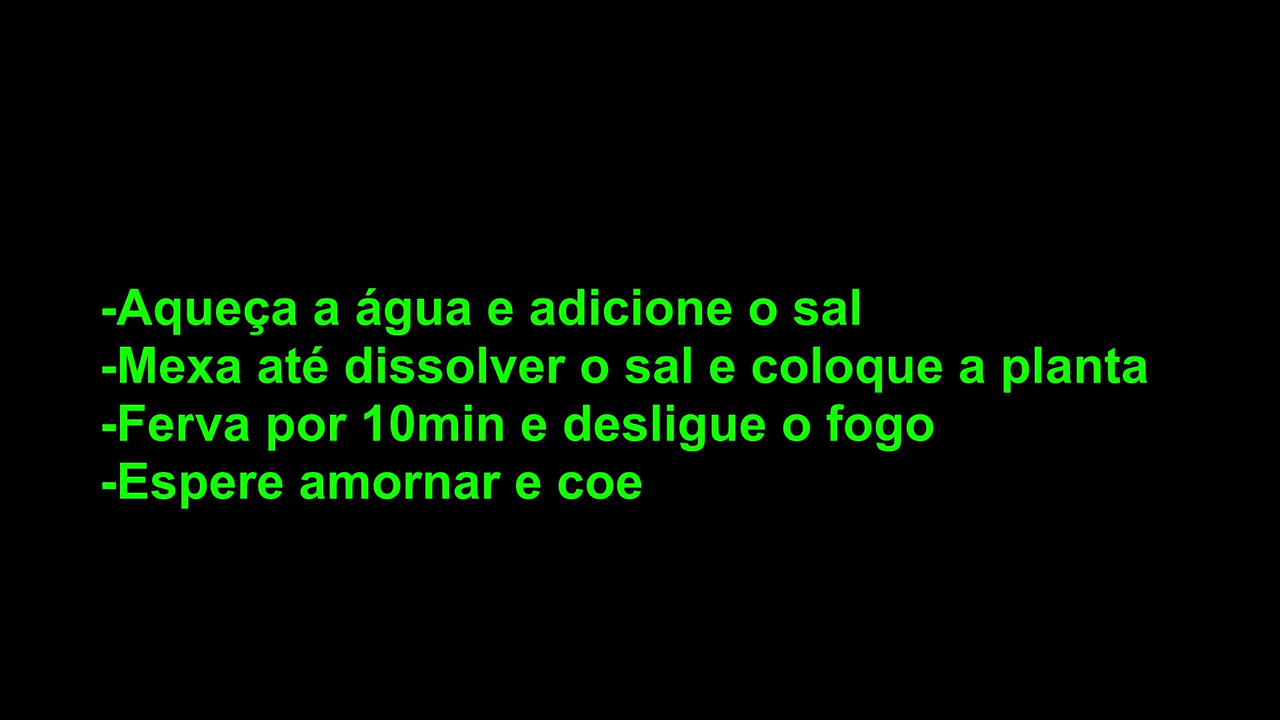 -Aqueça a água e adicione o sal
-Mexa até dissolver o sal e coloque a planta
-Ferva por 10min e desligue o fogo
-Espere amornar e coe